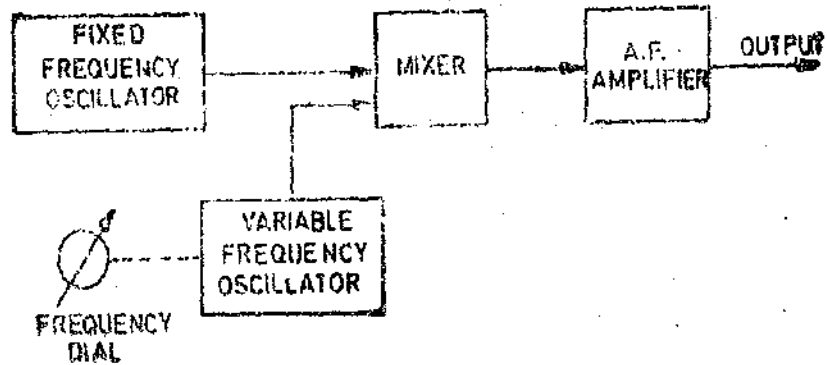 FIXED
FREQUENCY
OSCILLATOR
MIXER
A.F.
AMPLIFIER
OUTPUT
VARIABLE
FREQUENCY
OSCILLATOR
FREQUENCY
DIAL